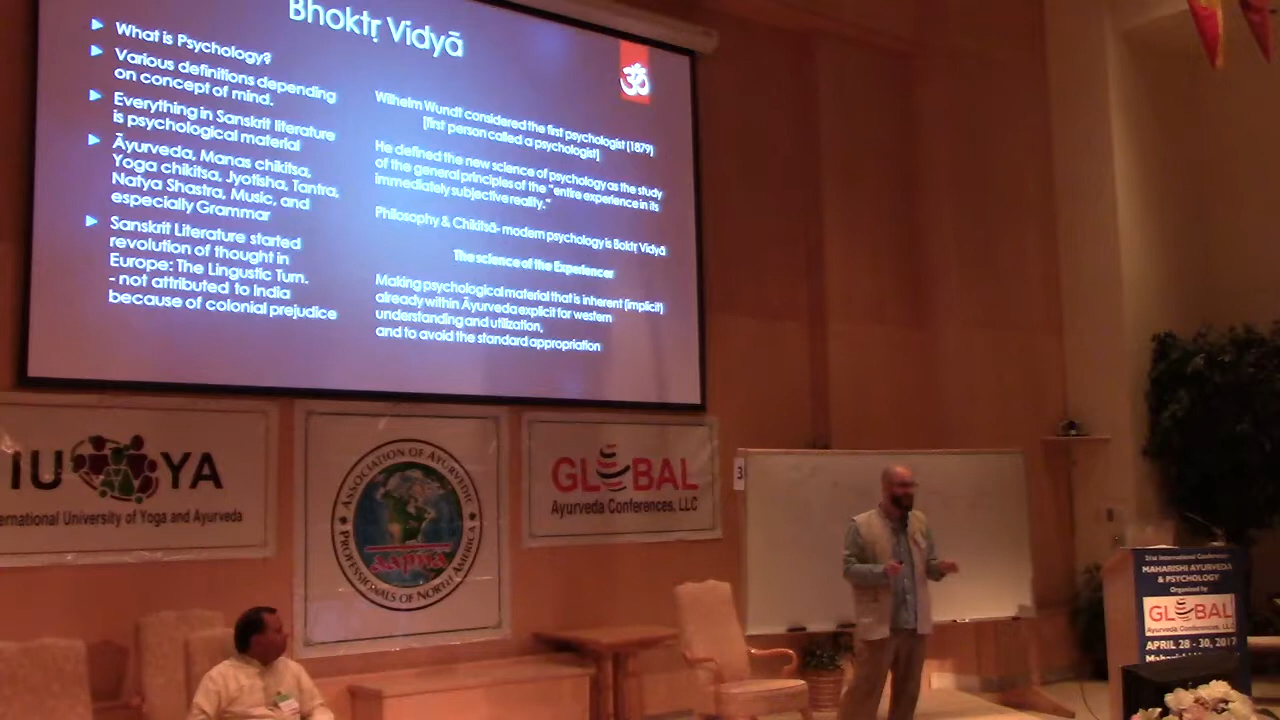 Bhoktṛ Vidyā
What is Psychology?
Various definitions depending
on concept of mind.
Everything in Sanskrit literature
is psychological material
Āyurveda, Manas chikitsa,
Yoga chikitsa, Jyotisha, Tantra,
Natya Shastra, Music, and
especially Grammar
Sanskrit Literature started
revolution of thought in
Europe: The Lingustic Turn.
- not attributed to India
because of colonial prejudice
ॐ
Wilhelm Wundt considered the first psychologist (1879)
[first person called a psychologist]
He defined the new science of psychology as the study
of the general principles of the "entire experience in its
immediately subjective reality."
Philosophy & Chikitsā- modern psychology is Boktṛ Vidyā
The science of the Experiencer
Making psychological material that is inherent (implicit)
already within Āyurveda explicit for western
understanding and utilization,
and to avoid the standard appropriation
IU YA
ernational University of Yoga and Ayurveda
ASSOCIATION OF AYURVEDIC
PROFESSIONALS OF NORTH AMERICA
AAPNA
GLOBAL
Ayurveda Conferences, LLC
3
21st International Conference
MAHARISHI AYURVEDA
& PSYCHOLOGY
Organized by
GLOBAL
Ayurveda Conferences, LLC
APRIL 28 - 30, 2017